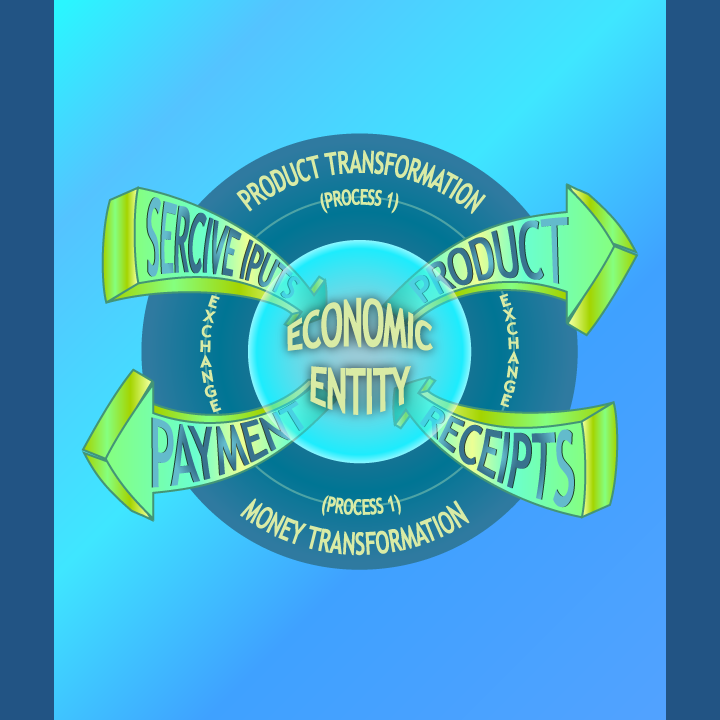 PRODUCT TRANSFORMATION
(PROCESS 1)
SERCIVE IPUTS
PRODUCT
EXCHANGE
EXCHANGE
ECONOMIC
ENTITY
PAYMENT
RECEIPTS
(PROCESS 1)
MONEY TRANSFORMATION